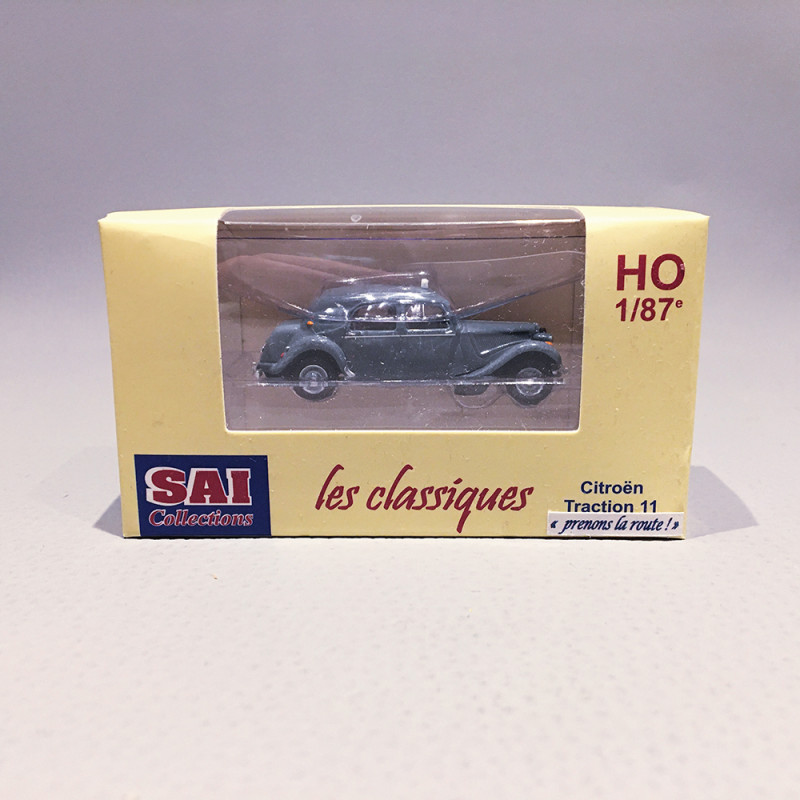 HO
1/87e
SAI
Collections
les classiques
Citroën
Traction 11
« prenons la route ! »